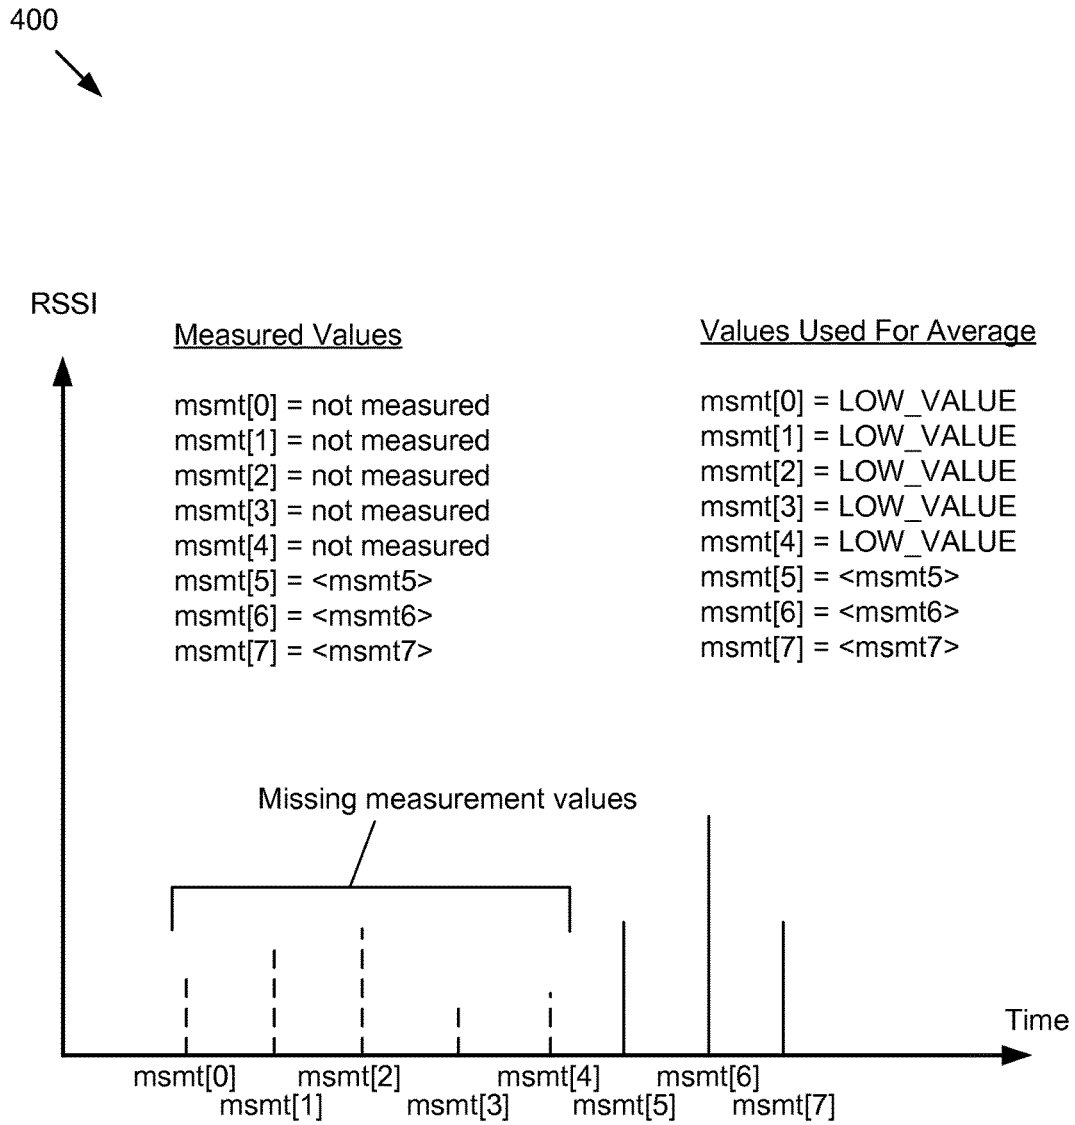 400
RSSI
Measured Values
msmt[0] = not measured
msmt[1] = not measured
msmt[2] = not measured
msmt[3] = not measured
msmt[4] = not measured
msmt[5] = <msmt5>
msmt[6] = <msmt6>
msmt[7] = <msmt7>
Values Used For Average
msmt[0] = LOW_VALUE
msmt[1] = LOW_VALUE
msmt[2] = LOW_VALUE
msmt[3] = LOW_VALUE
msmt[4] = LOW_VALUE
msmt[5] = <msmt5>
msmt[6] = <msmt6>
msmt[7] = <msmt7>
Missing measurement values
Time
msmt[0]
msmt[1]
msmt[2]
msmt[3]
msmt[4]
msmt[5]
msmt[6]
msmt[7]